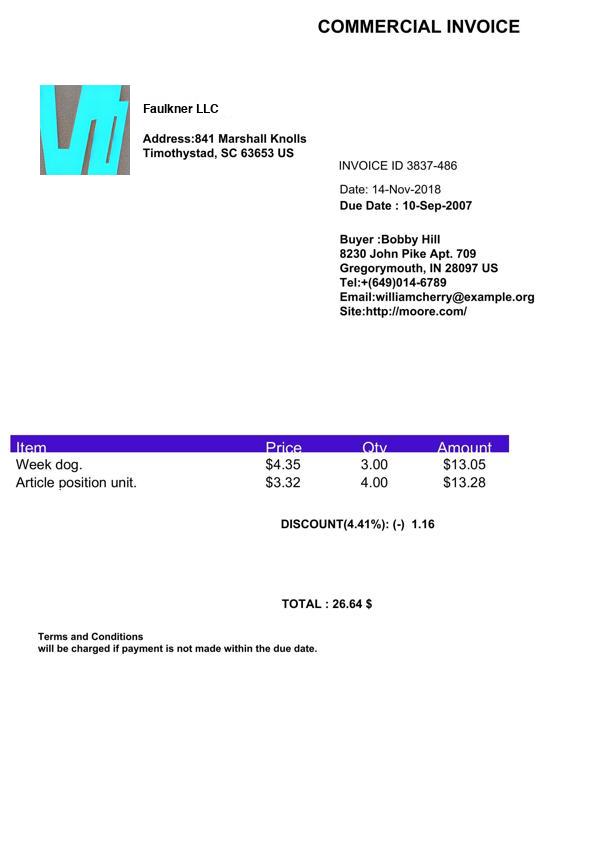 COMMERCIAL INVOICE
Faulkner LLC
Address:841 Marshall Knolls
Timothystad, SC 63653 US
INVOICE ID 3837-486
Date: 14-Nov-2018
Due Date : 10-Sep-2007
Buyer :Bobby Hill
8230 John Pike Apt. 709
Gregorymouth, IN 28097 US
Tel:+(649)014-6789
Email:williamcherry@example.org
Site:http://moore.com/
Item Price Qty Amount
Week dog. $4.35 3.00 $13.05
Article position unit. $3.32 4.00 $13.28
DISCOUNT(4.41%): (-) 1.16
TOTAL : 26.64 $
Terms and Conditions
will be charged if payment is not made within the due date.